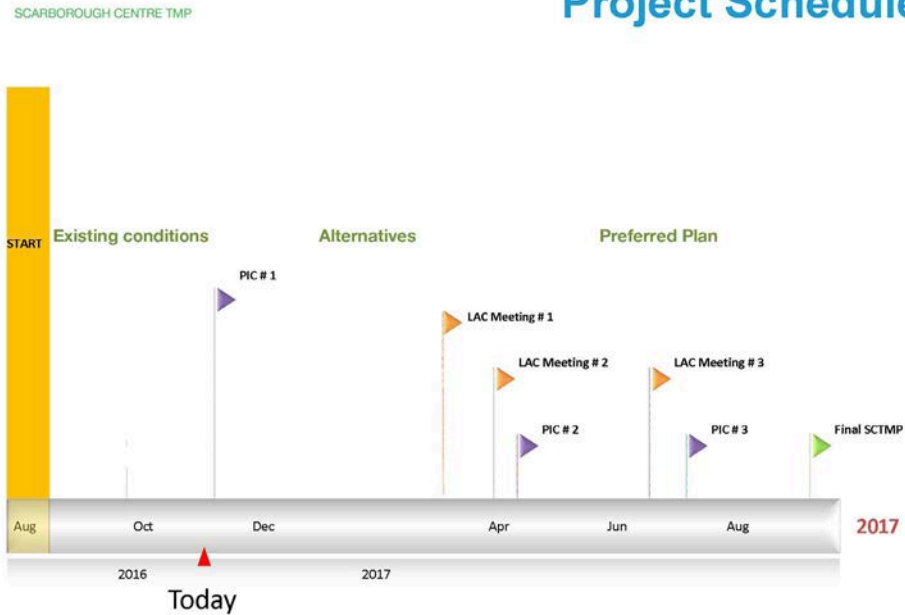 SCARBOROUGH CENTRE TMP
Project Schedule
START
Existing conditions
Alternatives
Preferred Plan
PIC # 1
LAC Meeting # 1
LAC Meeting # 2
LAC Meeting # 3
PIC # 2
PIC # 3
Final SCTMP
Aug
Oct
Dec
Apr
Jun
Aug
2017
2016
2017
Today